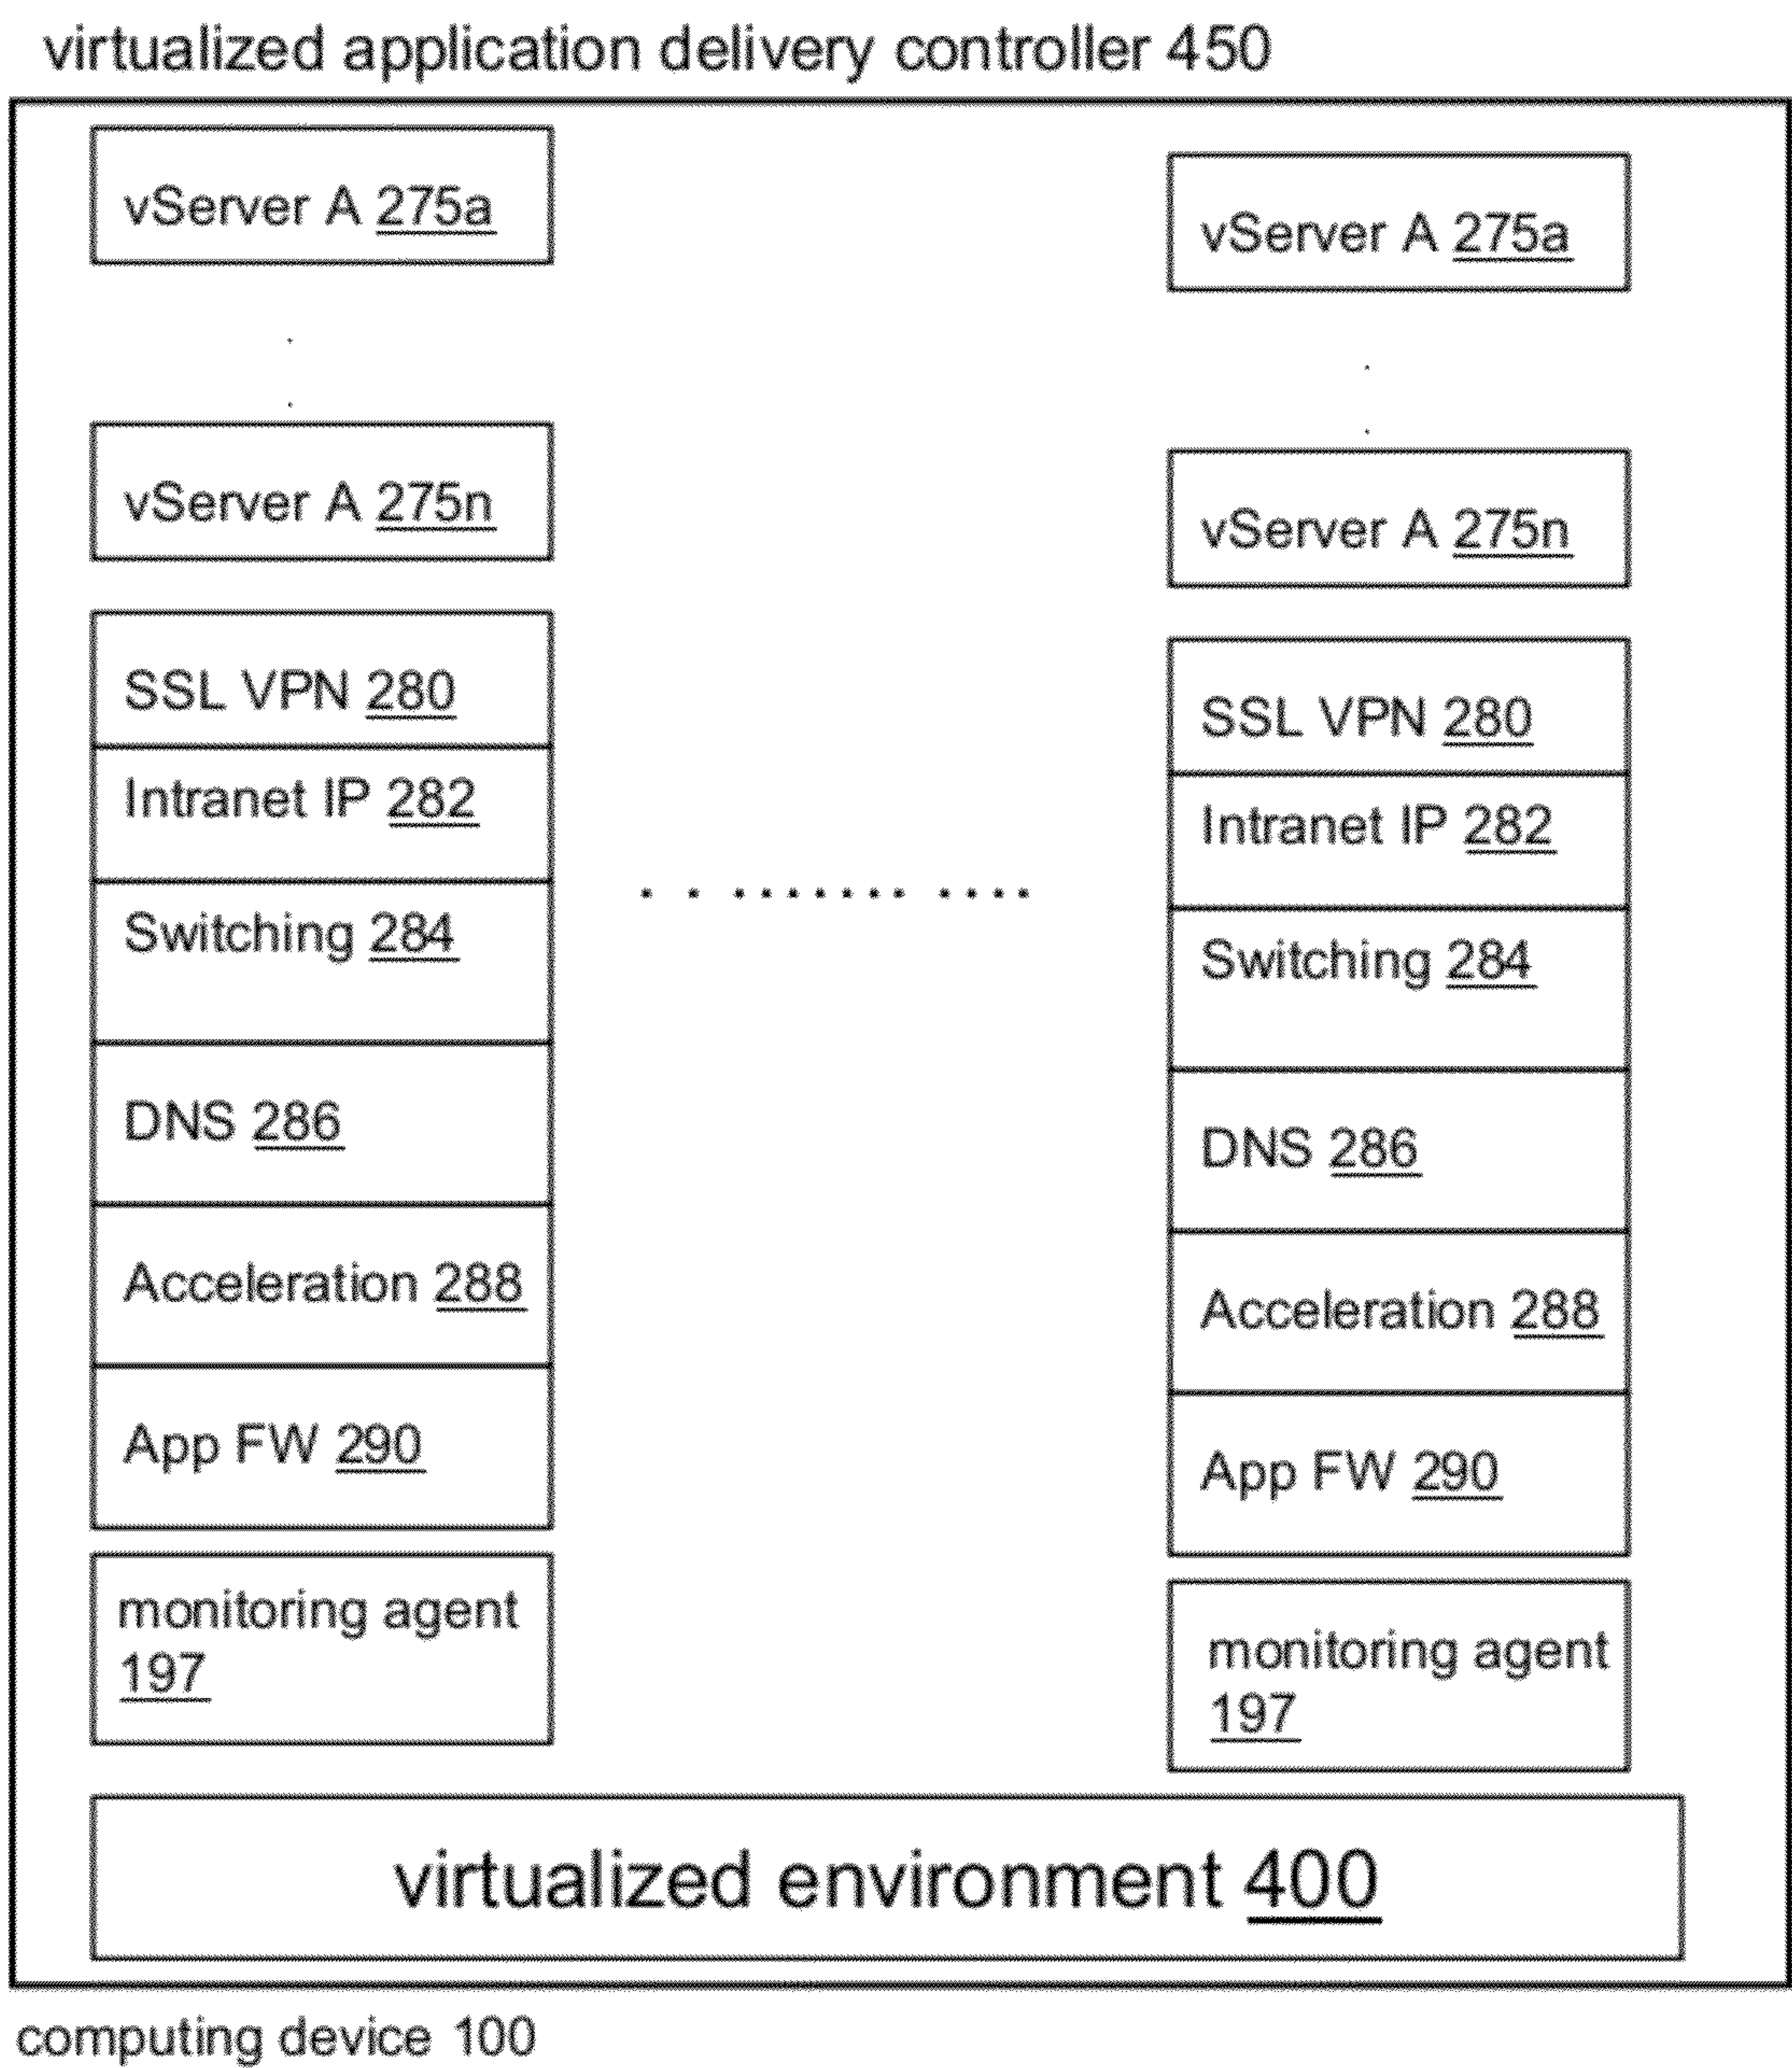 virtualized application delivery controller 450
vServer A 275a
vServer A 275n
SSL VPN 280
Intranet IP 282
Switching 284
DNS 286
Acceleration 288
App FW 290
monitoring agent
197
vServer A 275a
vServer A 275n
SSL VPN 280
Intranet IP 282
Switching 284
DNS 286
Acceleration 288
App FW 290
monitoring agent
197
virtualized environment 400
computing device 100